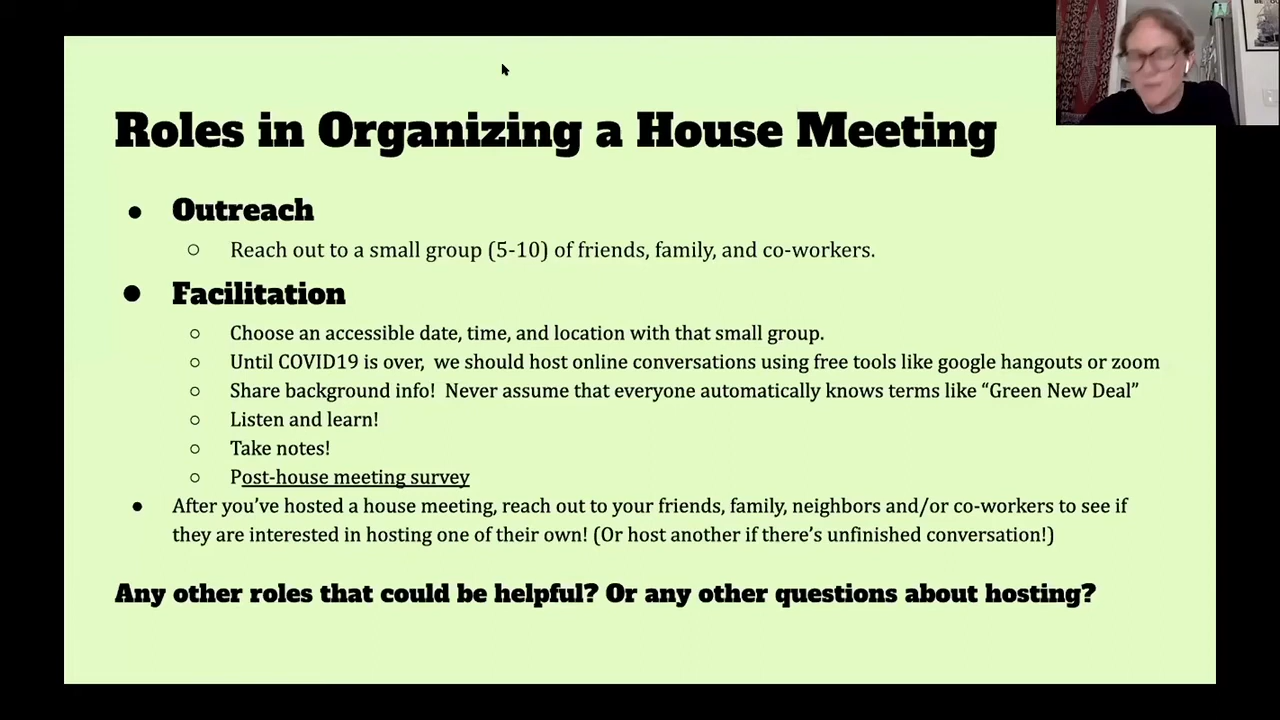 Roles in Organizing a House Meeting
● Outreach
○ Reach out to a small group (5-10) of friends, family, and co-workers.
● Facilitation
○ Choose an accessible date, time, and location with that small group.
○ Until COVID19 is over,  we should host online conversations using free tools like google hangouts or zoom
○ Share background info!  Never assume that everyone automatically knows terms like “Green New Deal”
○ Listen and learn!
○ Take notes!
○ Post-house meeting survey
● After you’ve hosted a house meeting, reach out to your friends, family, neighbors and/or co-workers to see if
they are interested in hosting one of their own! (Or host another if there’s unfinished conversation!)
Any other roles that could be helpful? Or any other questions about hosting?